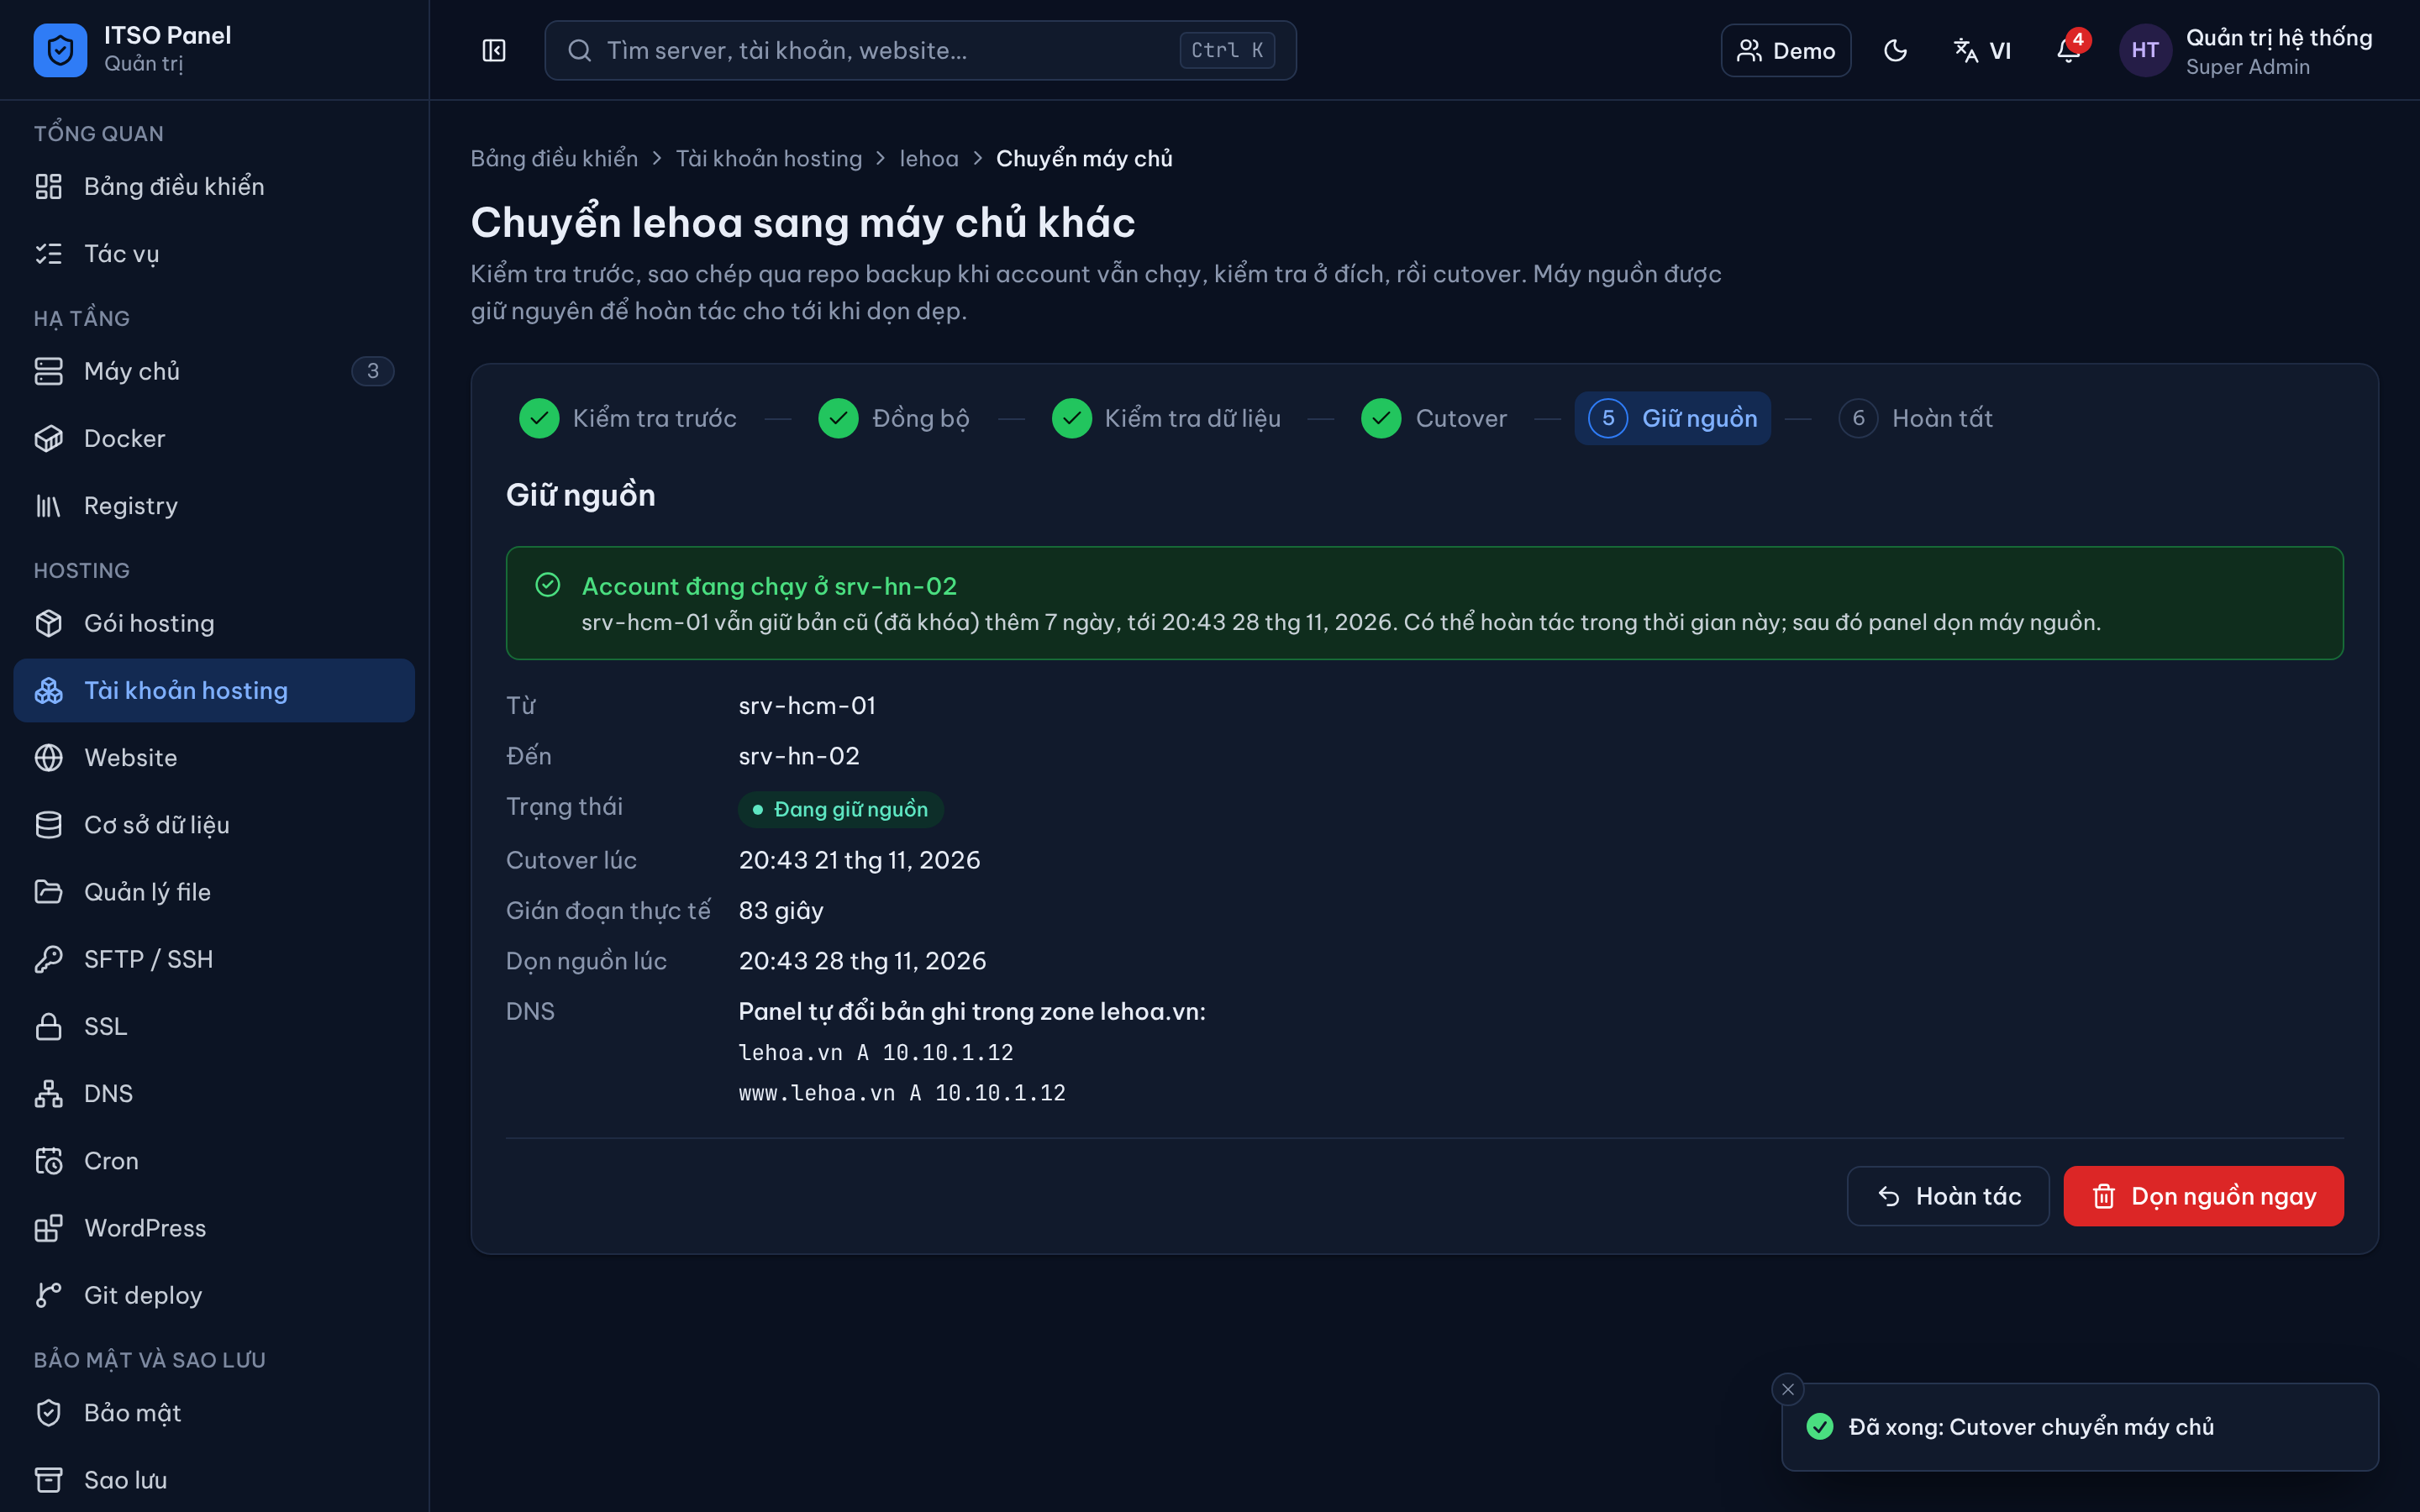 ITSO Panel
Quản trị
TỔNG QUAN
Bảng điều khiển
Tác vụ
HẠ TẦNG
Máy chủ
3
Docker
Registry
HOSTING
Gói hosting
Tài khoản hosting
Website
Cơ sở dữ liệu
Quản lý file
SFTP / SSH
SSL
DNS
Cron
WordPress
Git deploy
BẢO MẬT VÀ SAO LƯU
Bảo mật
Sao lưu
Tìm server, tài khoản, website...
Ctrl K
Demo
VI
4
HT
Quản trị hệ thống
Super Admin
Bảng điều khiển > Tài khoản hosting > lehoa > Chuyển máy chủ
Chuyển lehoa sang máy chủ khác
Kiểm tra trước, sao chép qua repo backup khi account vẫn chạy, kiểm tra ở đích, rồi cutover. Máy nguồn được
giữ nguyên để hoàn tác cho tới khi dọn dẹp.
Kiểm tra trước — Đồng bộ — Kiểm tra dữ liệu — Cutover — 5 Giữ nguồn — 6 Hoàn tất
Giữ nguồn
Account đang chạy ở srv-hn-02
srv-hcm-01 vẫn giữ bản cũ (đã khóa) thêm 7 ngày, tới 20:43 28 thg 11, 2026. Có thể hoàn tác trong thời gian này; sau đó panel dọn máy nguồn.
Từ srv-hcm-01
Đến srv-hn-02
Trạng thái Đang giữ nguồn
Cutover lúc 20:43 21 thg 11, 2026
Gián đoạn thực tế 83 giây
Dọn nguồn lúc 20:43 28 thg 11, 2026
DNS Panel tự đổi bản ghi trong zone lehoa.vn:
lehoa.vn A 10.10.1.12
www.lehoa.vn A 10.10.1.12
Hoàn tác
Dọn nguồn ngay
Đã xong: Cutover chuyển máy chủ